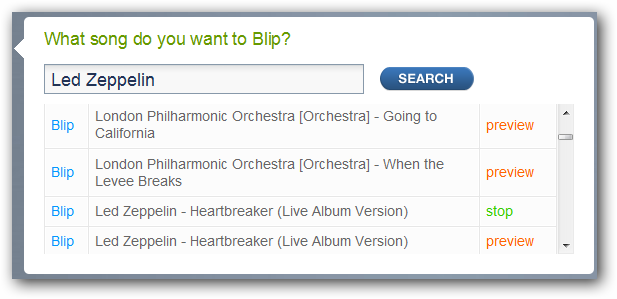 What song do you want to Blip?
Led Zeppelin SEARCH
Blip London Philharmonic Orchestra [Orchestra] - Going to
California preview
Blip London Philharmonic Orchestra [Orchestra] - When the
Levee Breaks preview
Blip Led Zeppelin - Heartbreaker (Live Album Version) stop
Blip Led Zeppelin - Heartbreaker (Live Album Version) preview